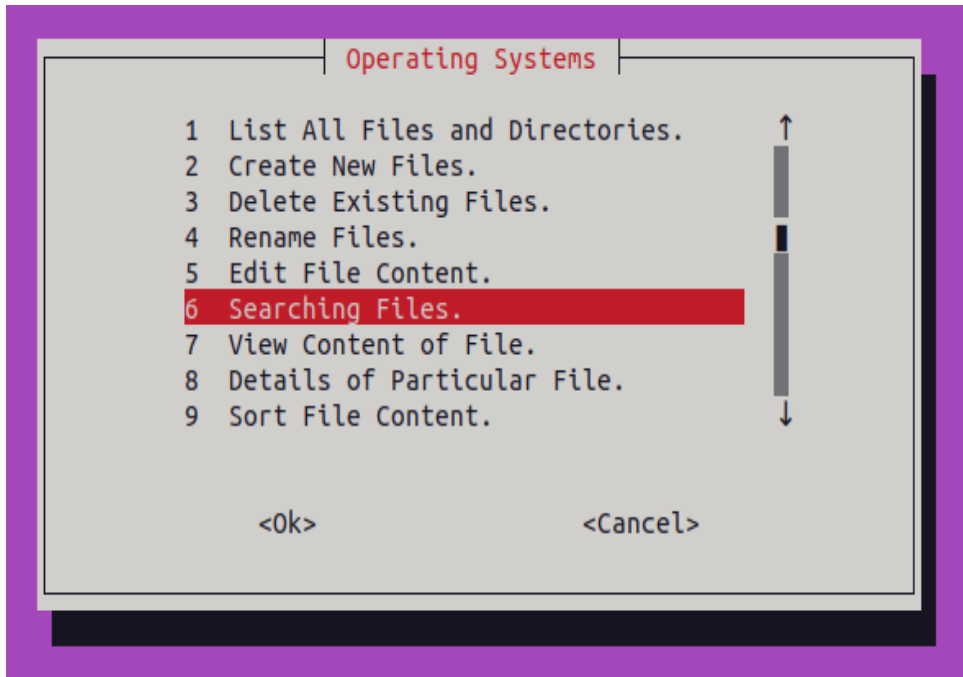 Operating Systems
1 List All Files and Directories.
2 Create New Files.
3 Delete Existing Files.
4 Rename Files.
5 Edit File Content.
6 Searching Files.
7 View Content of File.
8 Details of Particular File.
9 Sort File Content.
<Ok> <Cancel>